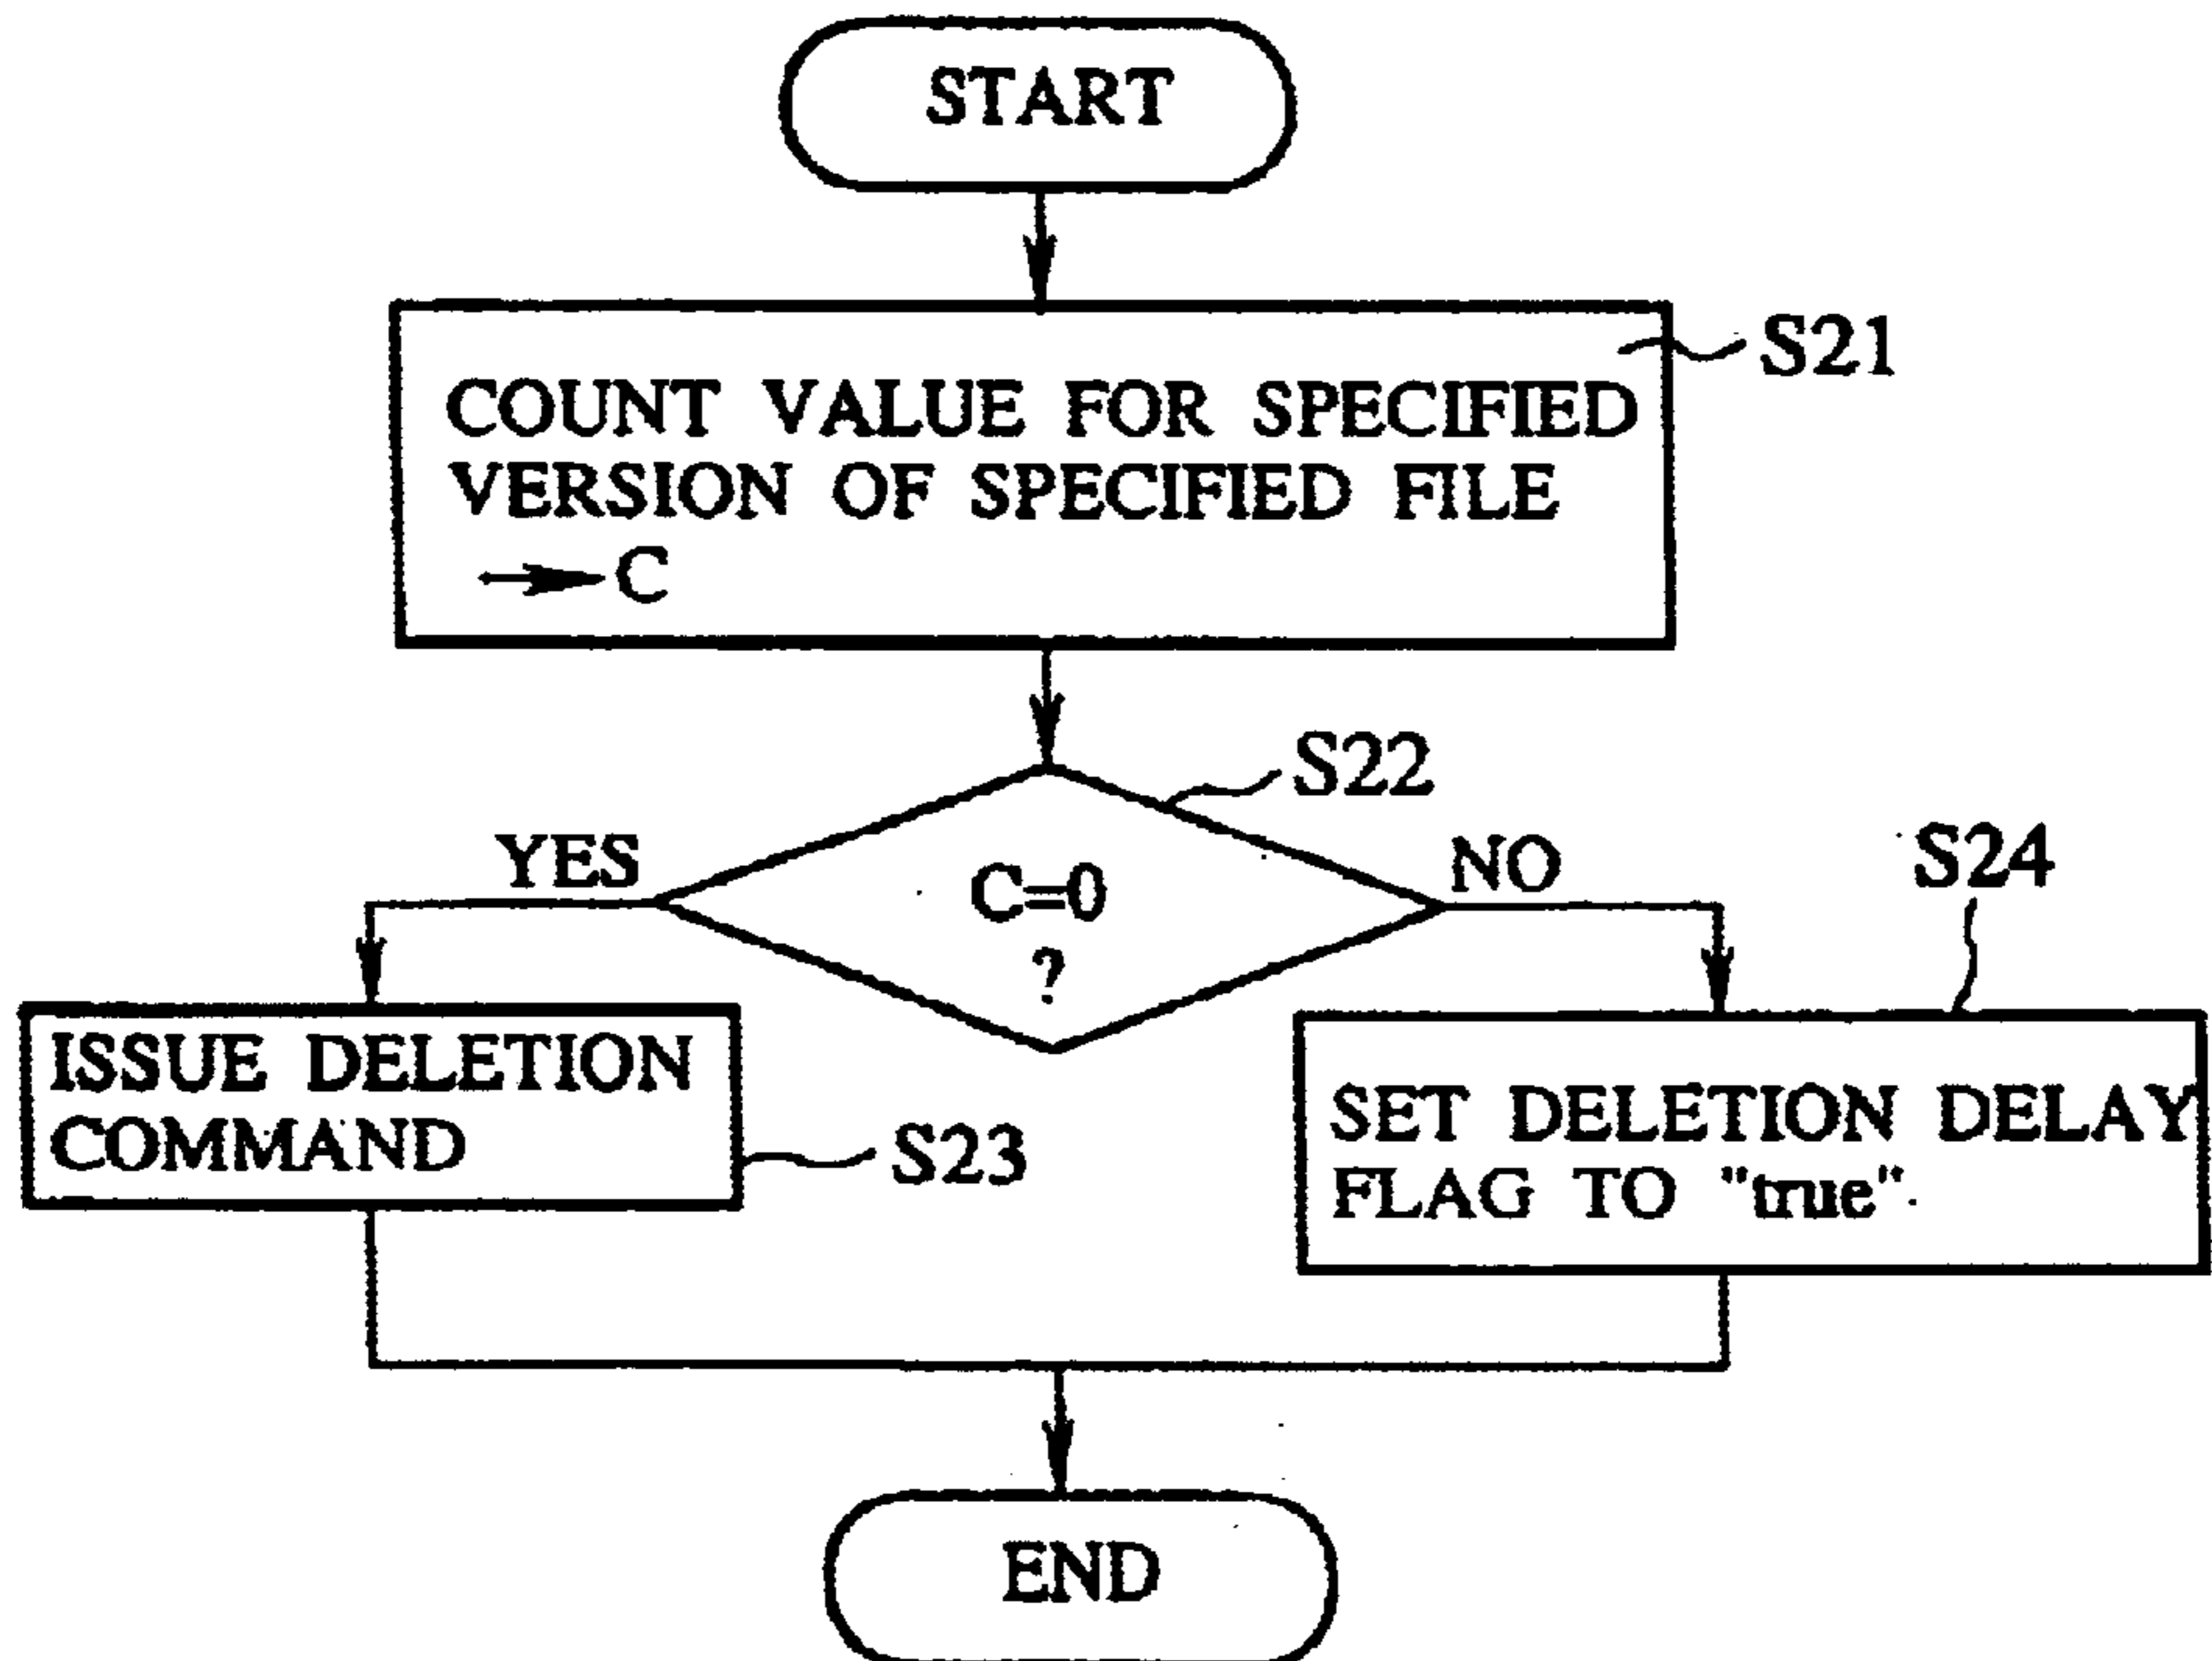 START
S21
COUNT VALUE FOR SPECIFIED
VERSION OF SPECIFIED FILE
→ C
S22
YES
C=0
?
NO
S24
ISSUE DELETION
COMMAND
S23
SET DELETION DELAY
FLAG TO "true"
END